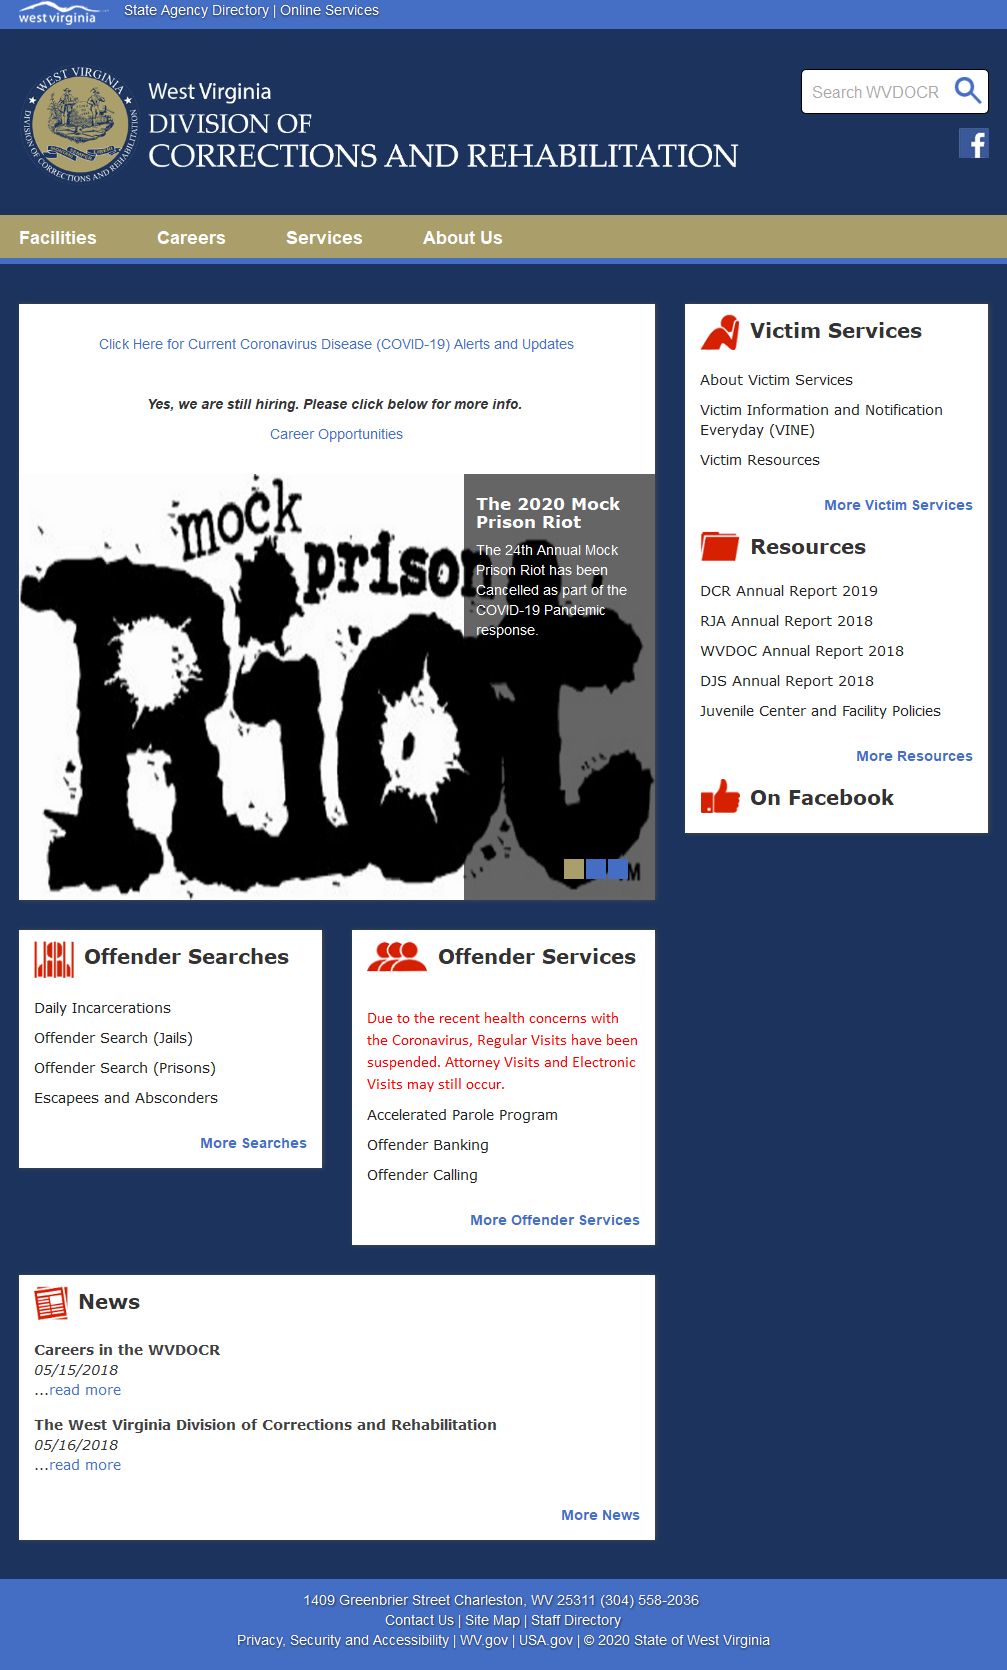 west virginia
State Agency Directory | Online Services
WEST VIRGINIA
DIVISION OF CORRECTIONS AND REHABILITATION
West Virginia
DIVISION OF
CORRECTIONS AND REHABILITATION
Search WVDOCR
Facilities
Careers
Services
About Us
Click Here for Current Coronavirus Disease (COVID-19) Alerts and Updates
Yes, we are still hiring. Please click below for more info.
Career Opportunities
mock
prison
Riot
The 2020 Mock
Prison Riot
The 24th Annual Mock
Prison Riot has been
Cancelled as part of the
COVID-19 Pandemic
response.
Victim Services
About Victim Services
Victim Information and Notification
Everyday (VINE)
Victim Resources
More Victim Services
Resources
DCR Annual Report 2019
RJA Annual Report 2018
WVDOC Annual Report 2018
DJS Annual Report 2018
Juvenile Center and Facility Policies
More Resources
On Facebook
Offender Searches
Daily Incarcerations
Offender Search (Jails)
Offender Search (Prisons)
Escapees and Absconders
More Searches
Offender Services
Due to the recent health concerns with
the Coronavirus, Regular Visits have been
suspended. Attorney Visits and Electronic
Visits may still occur.
Accelerated Parole Program
Offender Banking
Offender Calling
More Offender Services
News
Careers in the WVDOCR
05/15/2018
...read more
The West Virginia Division of Corrections and Rehabilitation
05/16/2018
...read more
More News
1409 Greenbrier Street Charleston, WV 25311 (304) 558-2036
Contact Us | Site Map | Staff Directory
Privacy, Security and Accessibility | WV.gov | USA.gov | © 2020 State of West Virginia